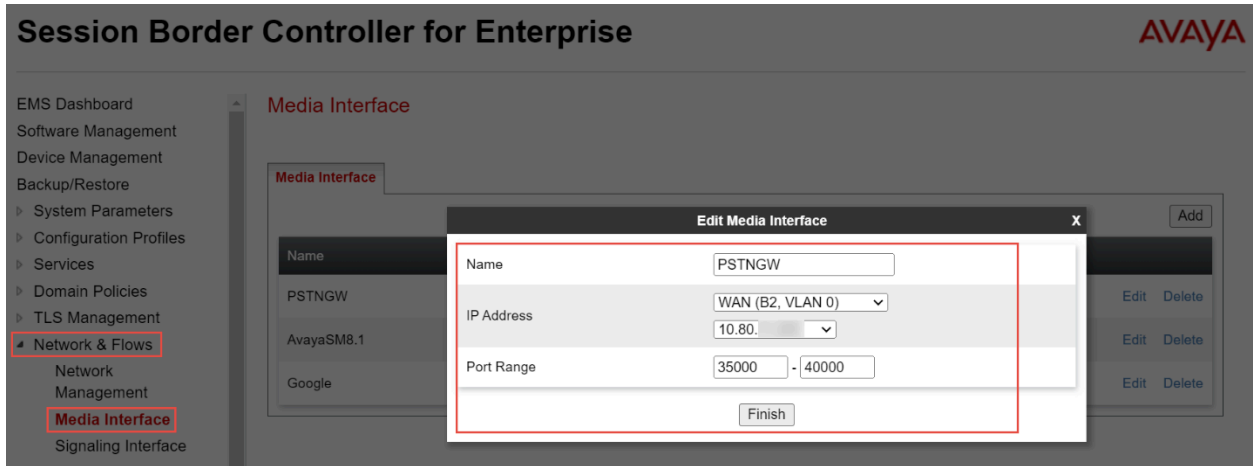 Session Border Controller for Enterprise
AVAYA
EMS Dashboard
Software Management
Device Management
Backup/Restore
System Parameters
Configuration Profiles
Services
Domain Policies
TLS Management
Network & Flows
Network
Management
Media Interface
Signaling Interface
Media Interface
Media Interface
Add
Name
PSTNGW Edit Delete
AvayaSM8.1 Edit Delete
Google Edit Delete
Edit Media Interface X
Name PSTNGW
IP Address WAN (B2, VLAN 0)
10.80.
Port Range 35000 - 40000
Finish